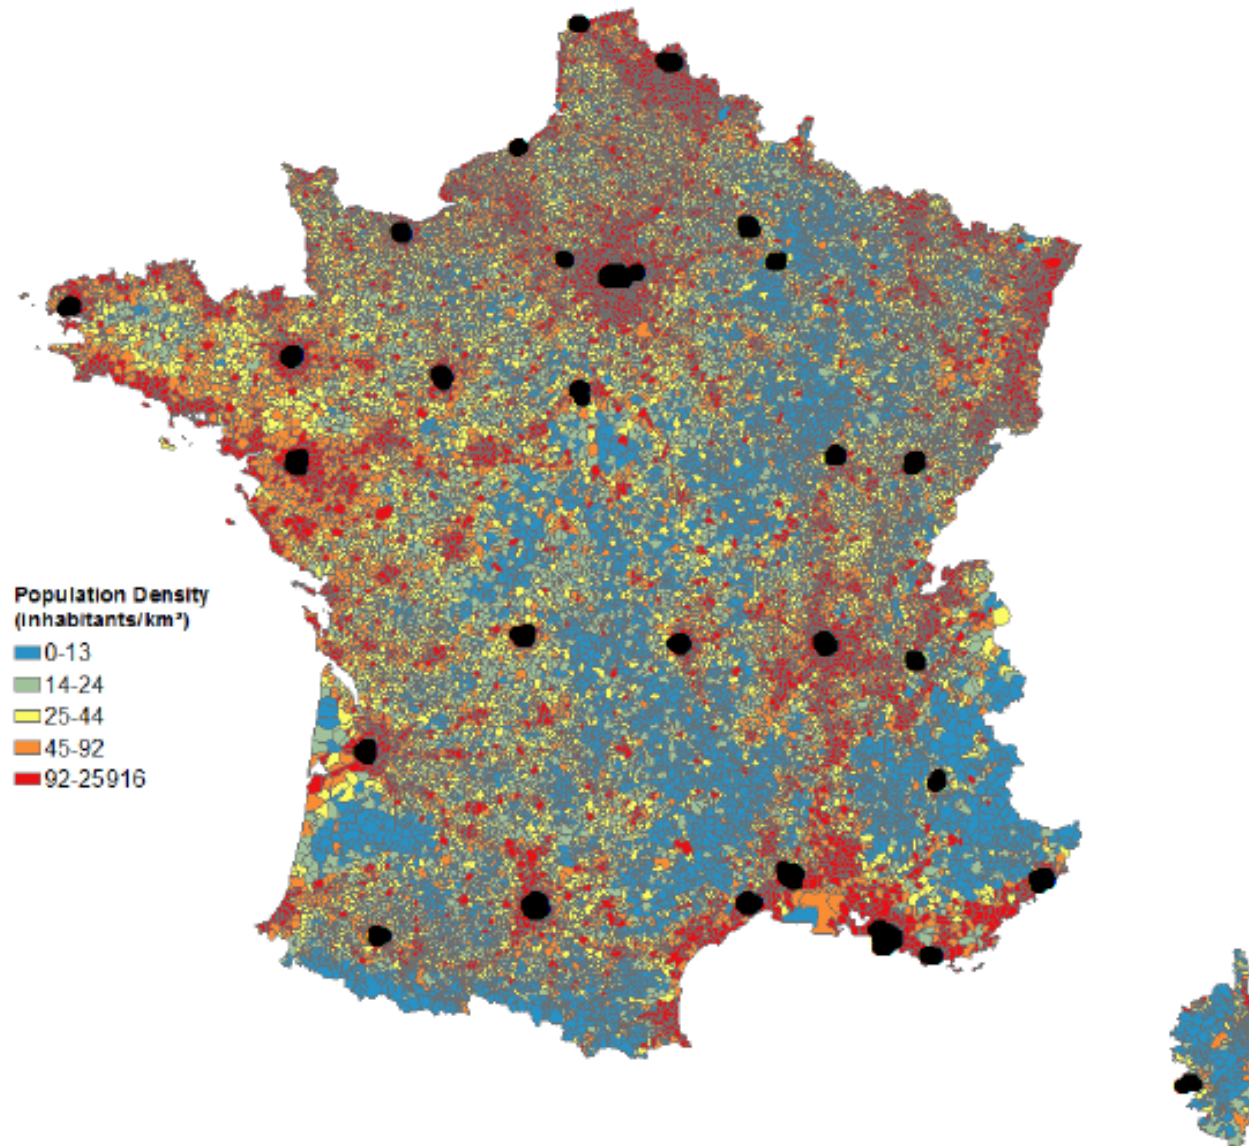 Population Density
(inhabitants/km²)
0-13
14-24
25-44
45-92
92-25916